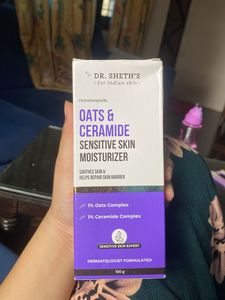 DR. SHETH'S
for indian skin
recommends
OATS &
CERAMIDE
SENSITIVE SKIN
MOISTURIZER
SOOTHES SKIN &
HELPS REPAIR SKIN BARRIER
1% Oats Complex
1% Ceramide Complex
SENSITIVE SKIN EXPERT
DERMATOLOGIST FORMULATED
100 g